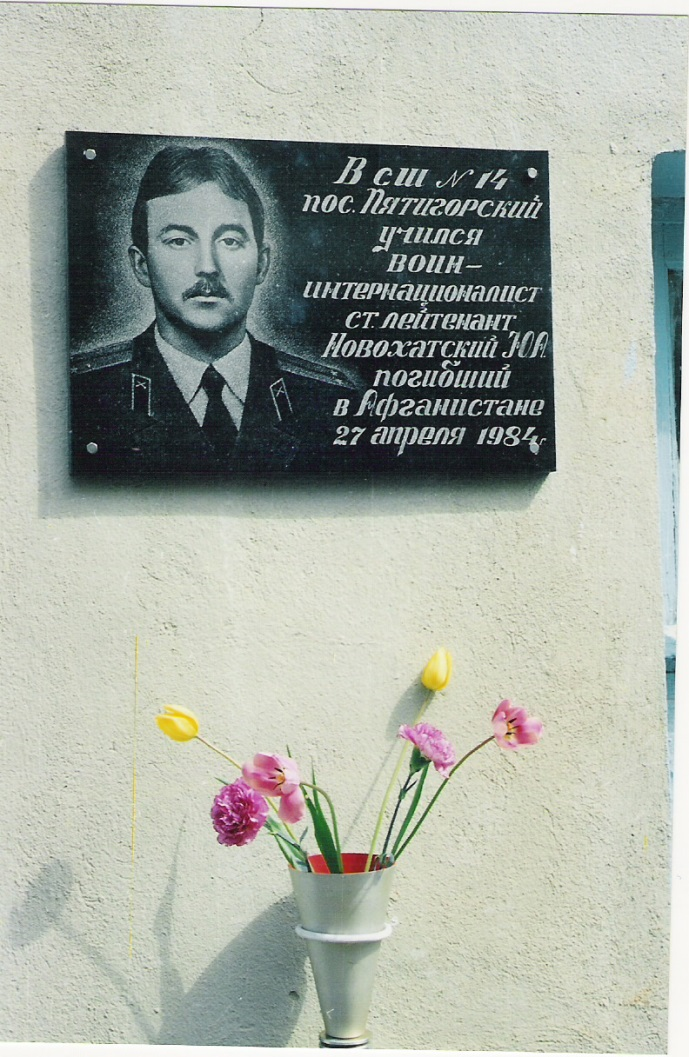 В сш № 14
пос. Пятигорский
учился
воин-
интернационалист
ст. лейтенант
Новохатский Ю.А.
погибший
в Афганистане
27 апреля 1984г.